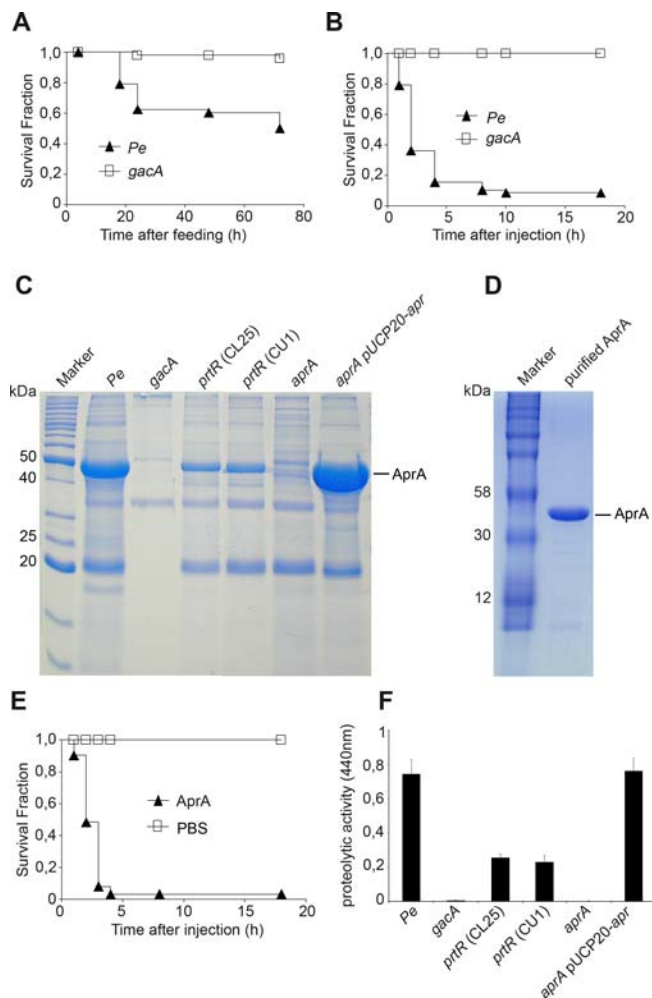 A
Survival Fraction
1,0
0,8
0,6
0,4
0,2
0
Pe
gacA
0 20 40 60 80
Time after feeding (h)
B
Survival Fraction
1,0
0,8
0,6
0,4
0,2
0
Pe
gacA
0 5 10 15 20
Time after injection (h)
C
Marker
Pe
gacA
prtR (CL25)
prtR (CU1)
aprA
aprA pUCP20-apr
kDa
50
40
25
20
AprA
D
Marker
purified AprA
kDa
58
30
12
AprA
E
Survival Fraction
1,0
0,8
0,6
0,4
0,2
0
AprA
PBS
0 5 10 15 20
Time after injection (h)
F
proteolytic activity (440nm)
1
0,8
0,6
0,4
0,2
0
Pe
gacA
prtR (CL25)
prtR (CU1)
aprA
aprA pUCP20-apr